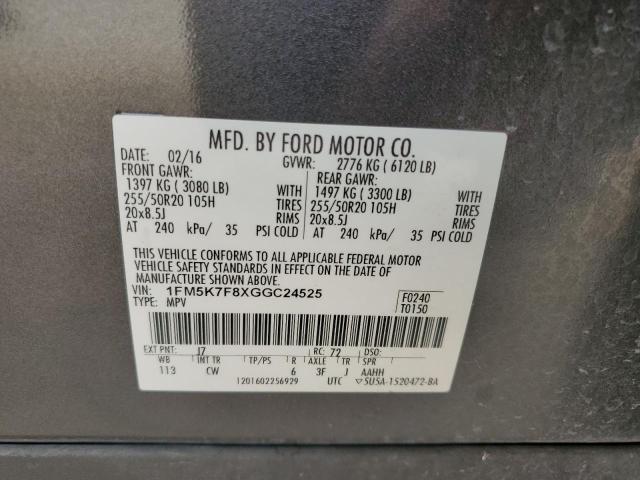 MFD. BY FORD MOTOR CO.
DATE: 02/16 GVWR: 2776 KG ( 6120 LB)
FRONT GAWR: REAR GAWR:
1397 KG ( 3080 LB) WITH 1497 KG ( 3300 LB) WITH
255/50R20 105H TIRES 255/50R20 105H TIRES
20x8.5J RIMS 20x8.5J RIMS
AT 240 kPa/ 35 PSI COLD AT 240 kPa/ 35 PSI COLD
THIS VEHICLE CONFORMS TO ALL APPLICABLE FEDERAL MOTOR
VEHICLE SAFETY STANDARDS IN EFFECT ON THE DATE OF
MANUFACTURE SHOWN ABOVE.
VIN: 1FM5K7F8XGGC24525 F0240
TYPE: MPV T0150
EXT PNT: J7 RC: 72 DSO:
WB INT TR TP/PS R AXLE TR SPR
113 CW 6 3F J AAHH
1201602256929 UTC 5USA-1520472-BA